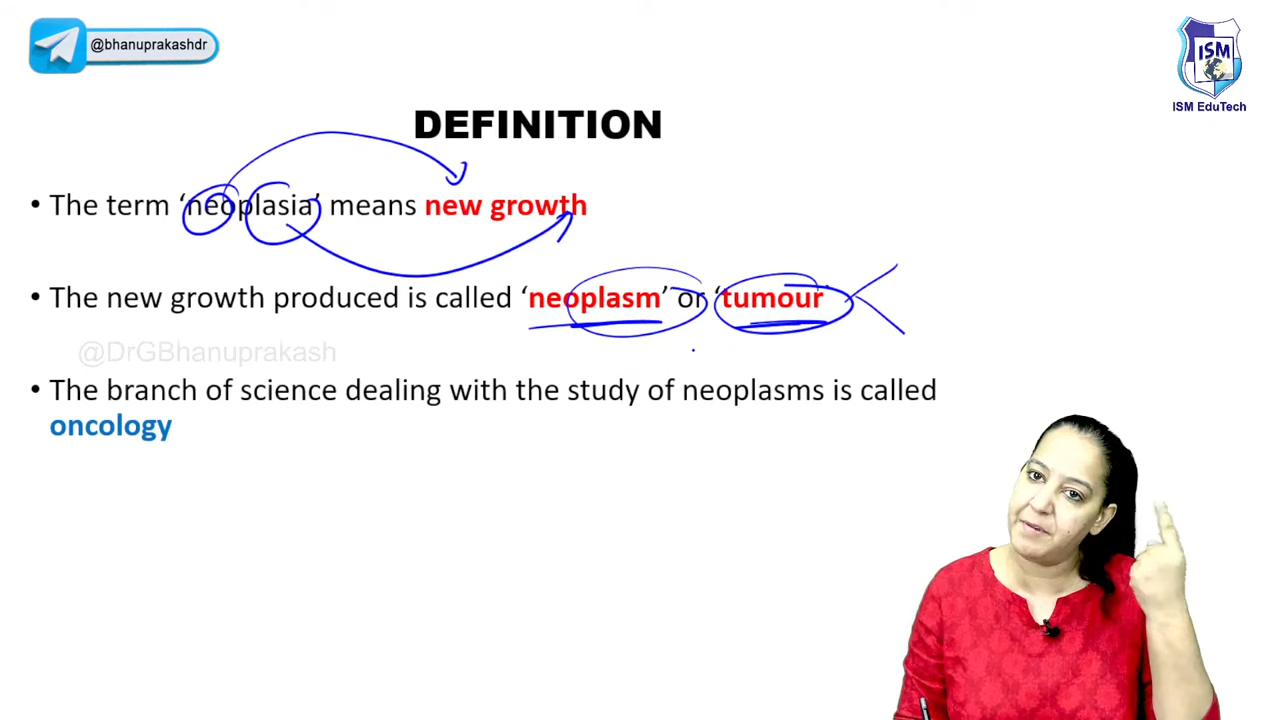 @bhanuprakashdr
ISM
ISM EduTech
DEFINITION
• The term ‘neoplasia’ means new growth
• The new growth produced is called ‘neoplasm’ or ‘tumour’
@DrGBhanuprakash
• The branch of science dealing with the study of neoplasms is called
oncology